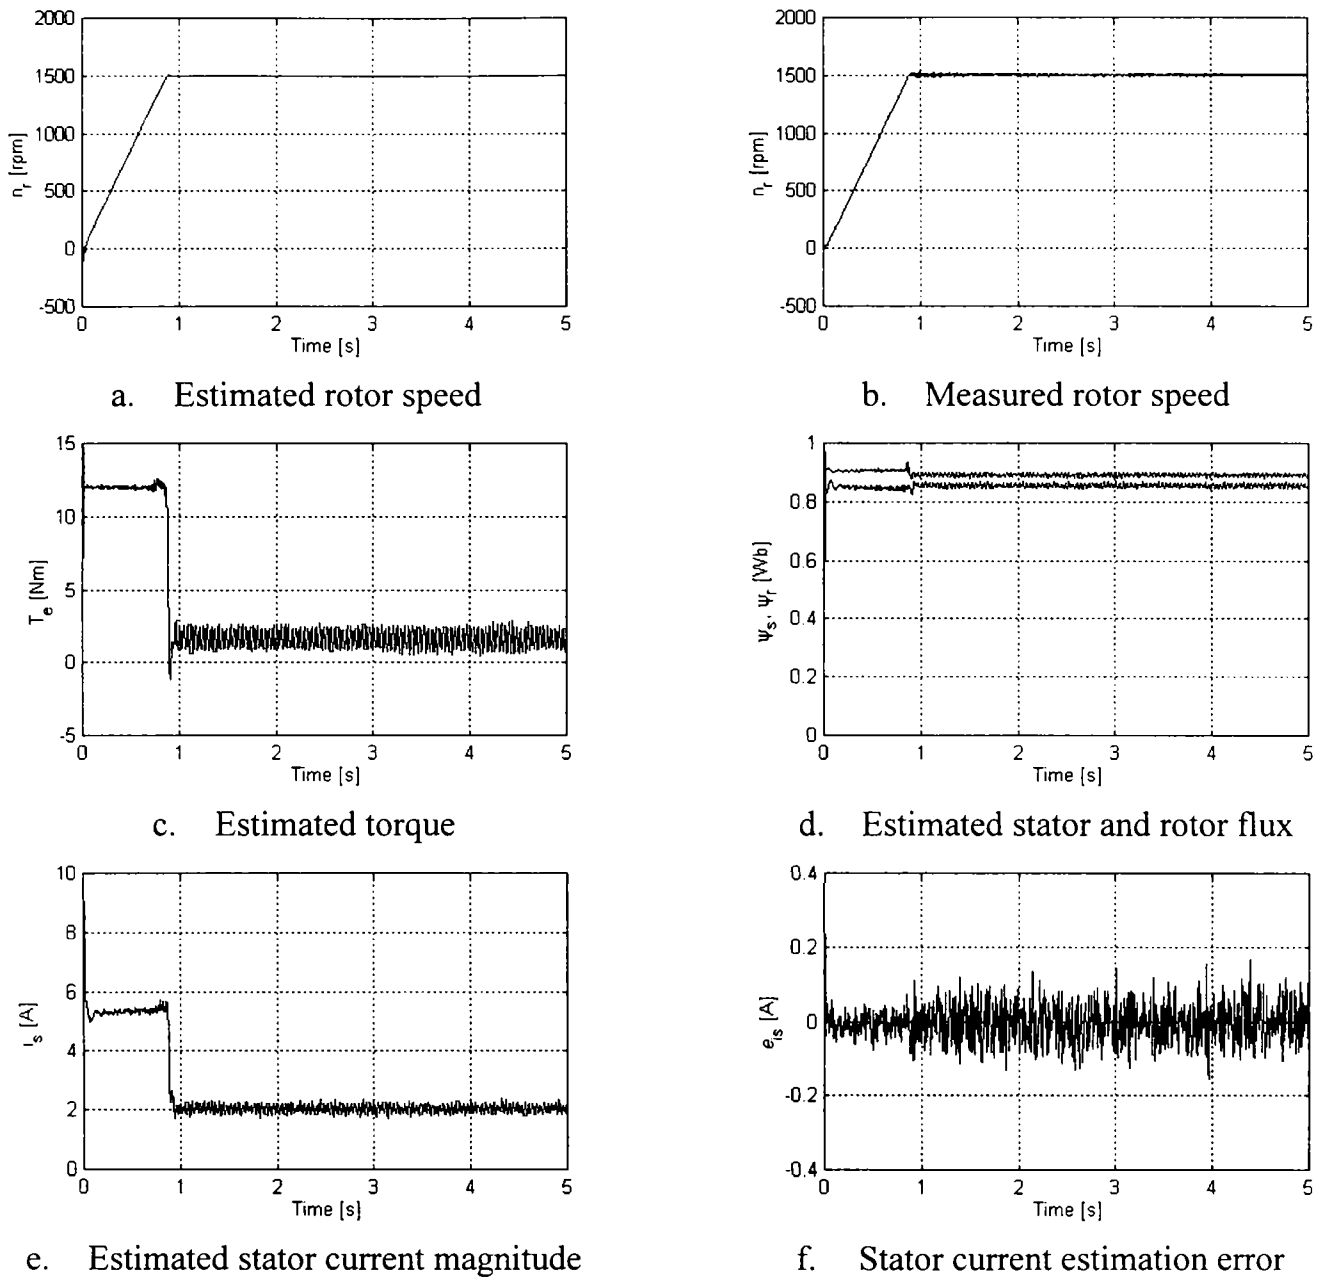 2000
1500
1000
500
0
-500
n_r [rpm]
0 1 2 3 4 5
Time [s]
a. Estimated rotor speed
2000
1500
1000
500
0
-500
n_r [rpm]
0 1 2 3 4 5
Time [s]
b. Measured rotor speed
15
10
5
0
-5
T_e [Nm]
0 1 2 3 4 5
Time [s]
c. Estimated torque
1
0.8
0.6
0.4
0.2
0
ψ_s, ψ_r [Wb]
0 1 2 3 4 5
Time [s]
d. Estimated stator and rotor flux
10
8
6
4
2
0
i_s [A]
0 1 2 3 4 5
Time [s]
e. Estimated stator current magnitude
0.4
0.2
0
-0.2
-0.4
e_is [A]
0 1 2 3 4 5
Time [s]
f. Stator current estimation error